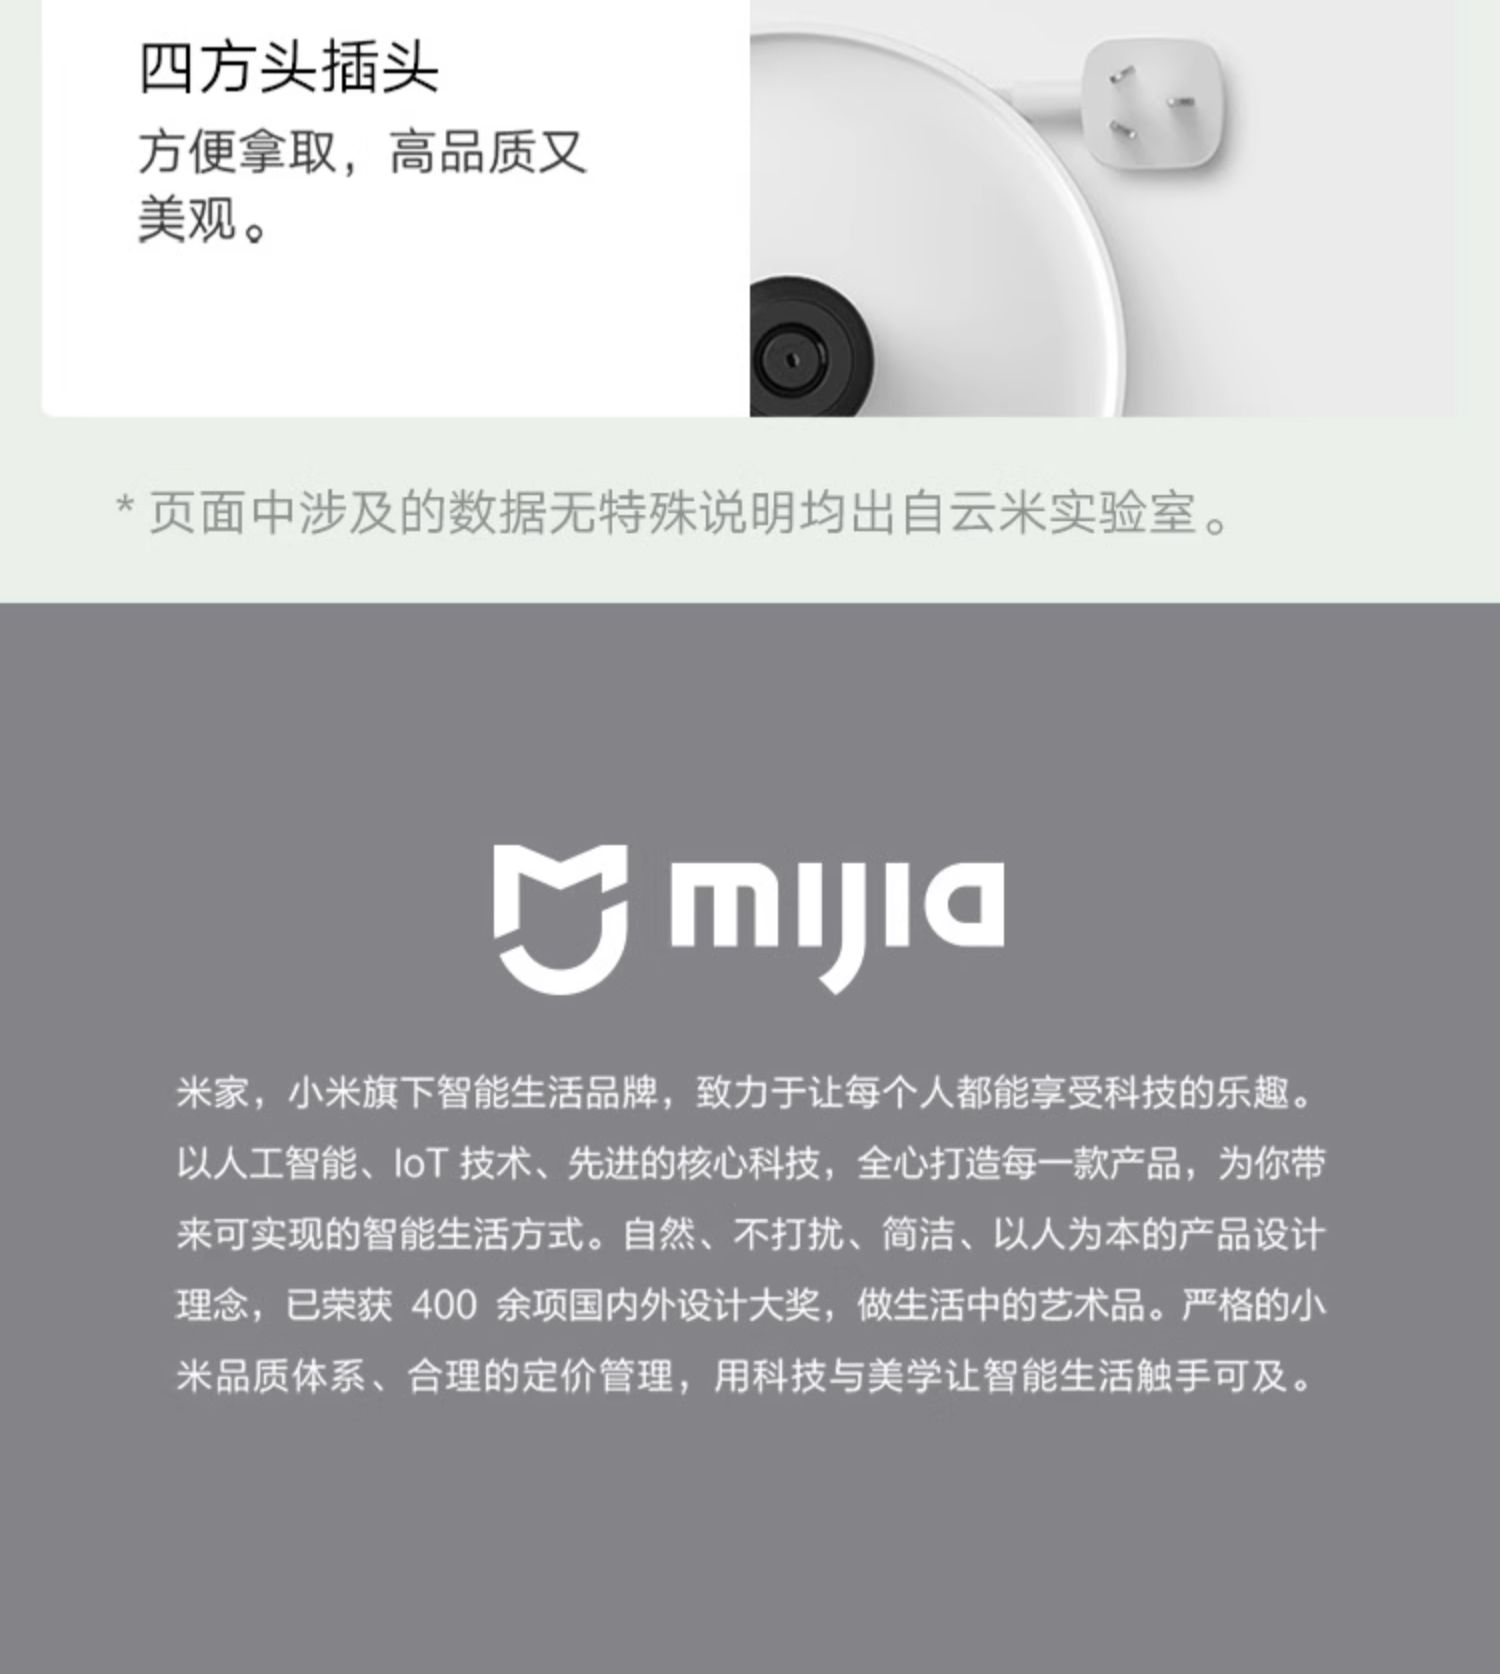 四方头插头
方便拿取，高品质又
美观。
* 页面中涉及的数据无特殊说明均出自云米实验室。
mijia
米家，小米旗下智能生活品牌，致力于让每个人都能享受科技的乐趣。
以人工智能、IoT 技术、先进的核心科技，全心打造每一款产品，为你带
来可实现的智能生活方式。自然、不打扰、简洁、以人为本的产品设计
理念，已荣获 400 余项国内外设计大奖，做生活中的艺术品。严格的小
米品质体系、合理的定价管理，用科技与美学让智能生活触手可及。